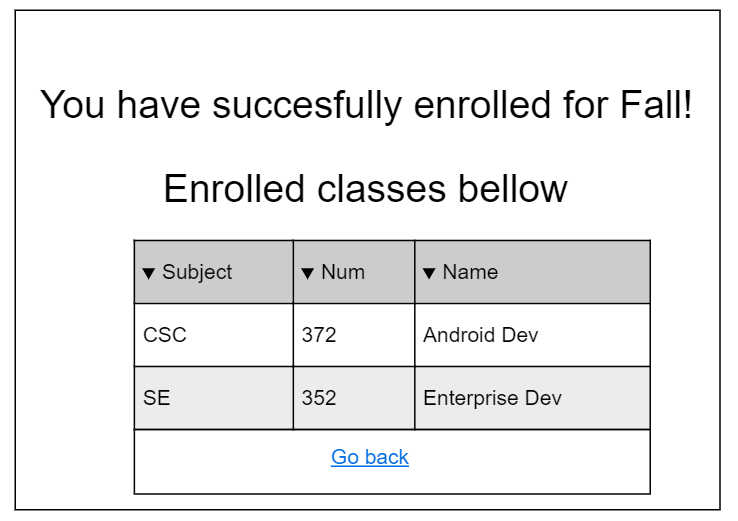 You have succesfully enrolled for Fall!
Enrolled classes bellow
▼ Subject ▼ Num ▼ Name
CSC 372 Android Dev
SE 352 Enterprise Dev
Go back